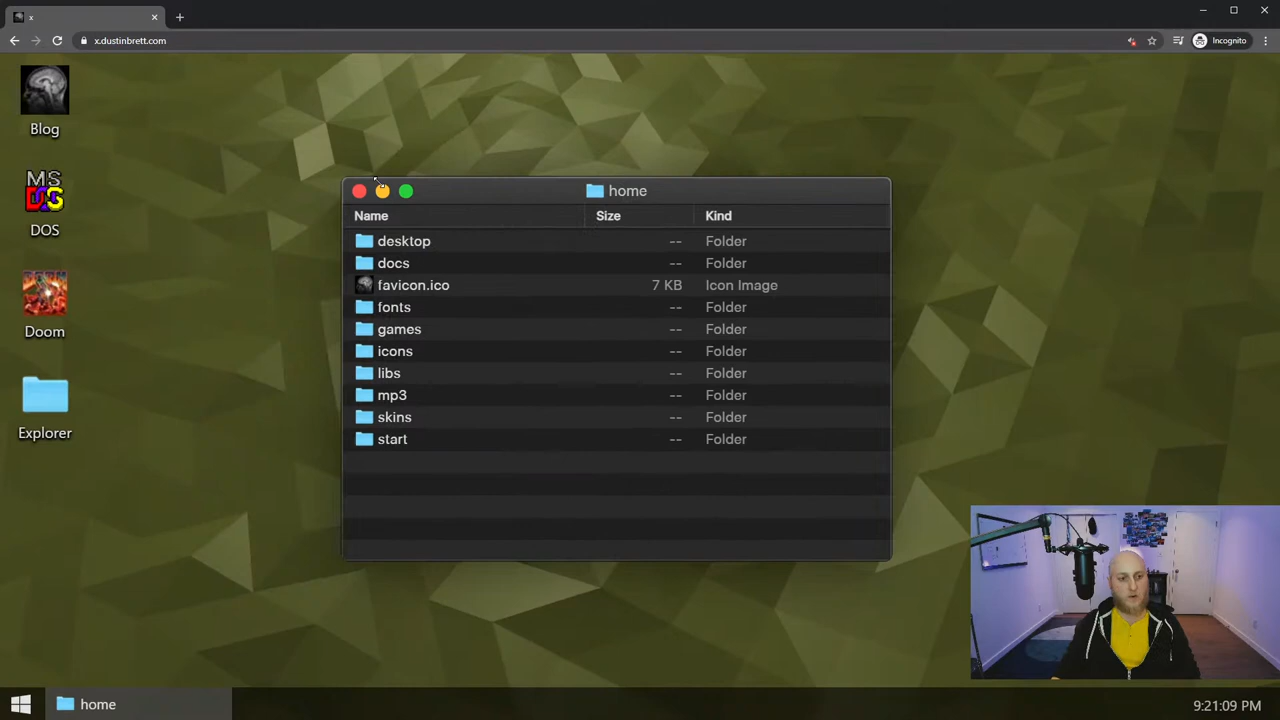 x
x.dustinbrett.com
Incognito
Blog
MS
DOS
DOS
Doom
Explorer
home
Name Size Kind
desktop -- Folder
docs -- Folder
favicon.ico 7 KB Icon Image
fonts -- Folder
games -- Folder
icons -- Folder
libs -- Folder
mp3 -- Folder
skins -- Folder
start -- Folder
home
9:21:09 PM